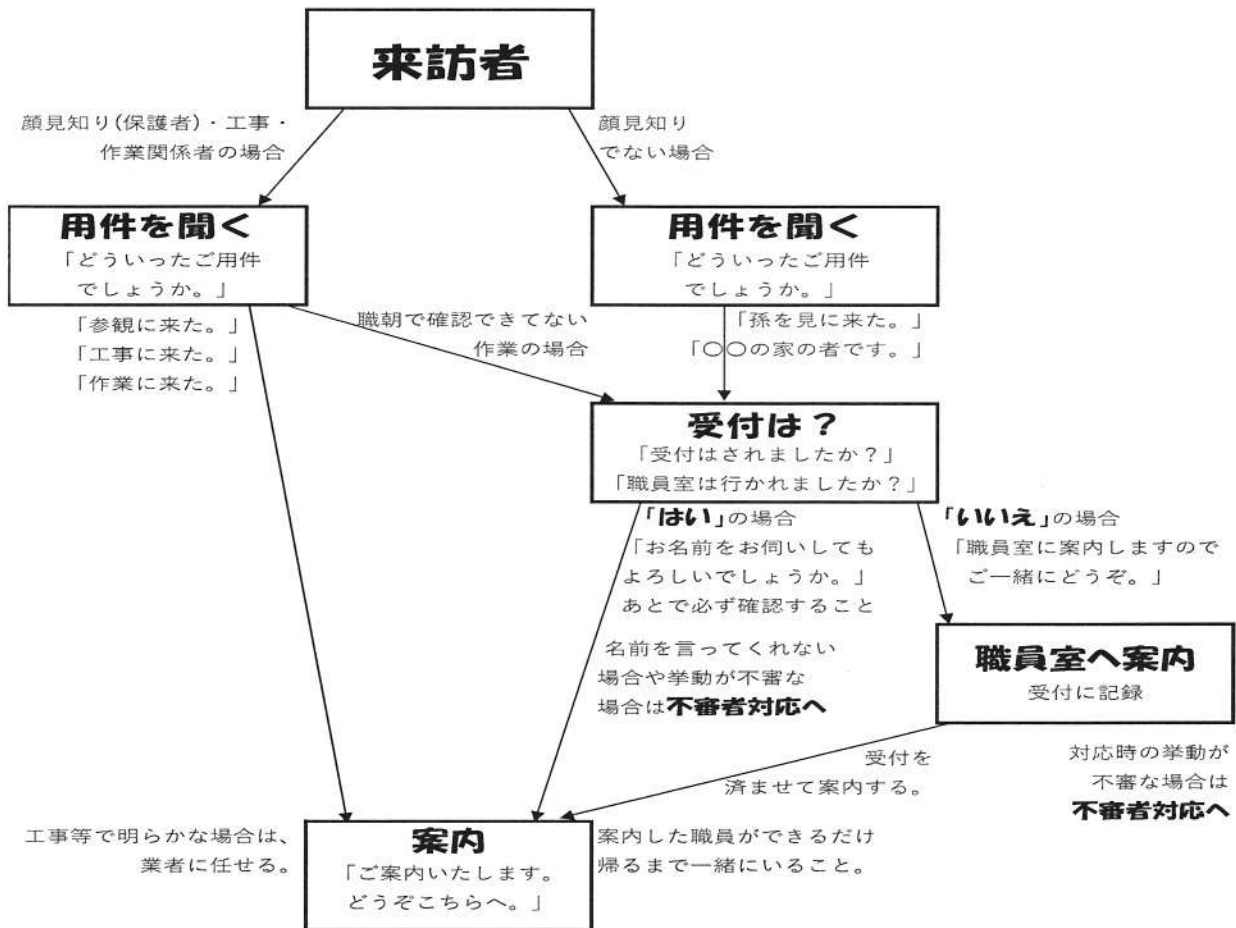 来訪者
顔見知り(保護者)・工事・
作業関係者の場合
顔見知り
でない場合
用件を聞く
「どういったご用件
でしょうか。」
用件を聞く
「どういったご用件
でしょうか。」
「参観に来た。」
「工事に来た。」
「作業に来た。」
職朝で確認できてない
作業の場合
「孫を見に来た。」
「〇〇の家の者です。」
受付は?
「受付はされましたか?」
「職員室は行かれましたか?」
「はい」の場合
「お名前をお伺いしても
よろしいでしょうか。」
あとで必ず確認すること
「いいえ」の場合
「職員室に案内しますので
ご一緒にどうぞ。」
名前を言ってくれない
場合や挙動が不審な
場合は不審者対応へ
職員室へ案内
受付に記録
受付を
済ませて案内する。
対応時の挙動が
不審な場合は
不審者対応へ
工事等で明らかな場合は、
業者に任せる。
案内
「ご案内いたします。
どうぞこちらへ。」
案内した職員ができるだけ
帰るまで一緒にいること。